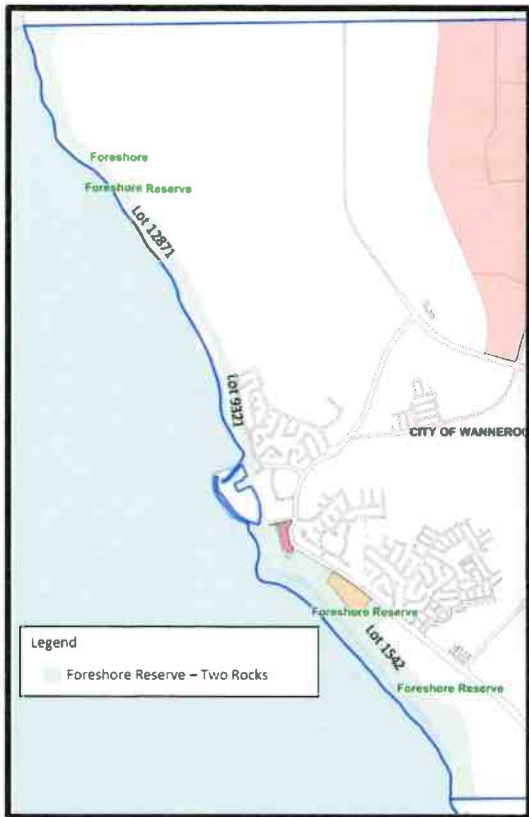 Foreshore
Foreshore Reserve
Lot 12871
Lot 9321
CITY OF WANNEROO
Foreshore Reserve
Lot 1542
Foreshore Reserve
Legend
Foreshore Reserve – Two Rocks